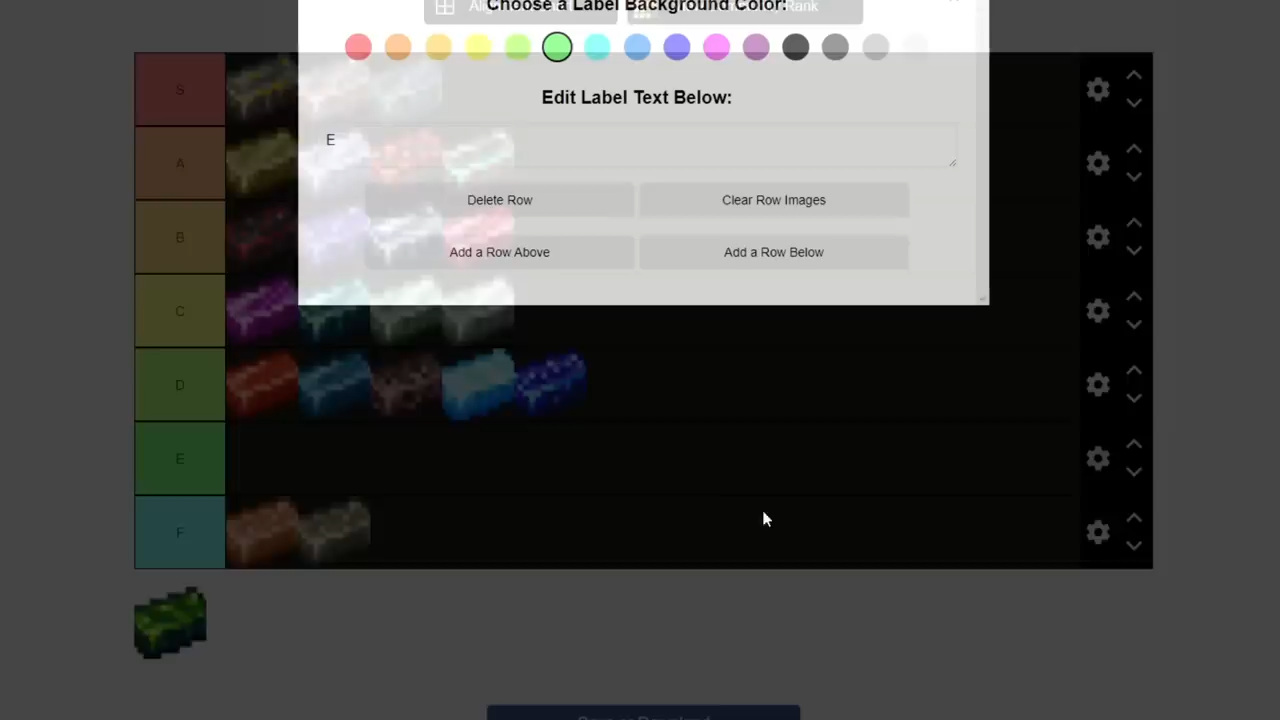 Choose a Label Background Color:
Edit Label Text Below:
E
Delete Row
Clear Row Images
Add a Row Above
Add a Row Below
S
A
B
C
D
E
F